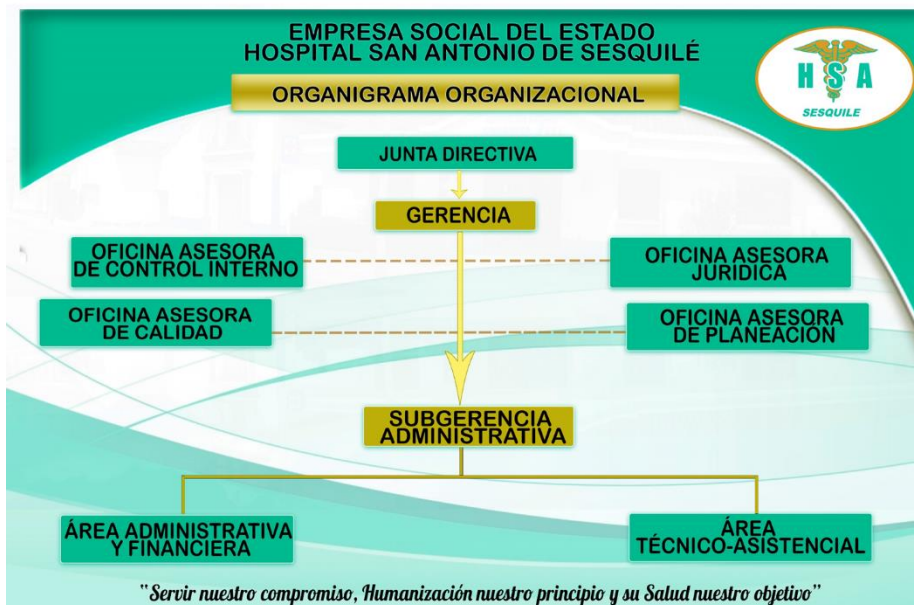 EMPRESA SOCIAL DEL ESTADO
HOSPITAL SAN ANTONIO DE SESQUILÉ
HSA
SESQUILE
ORGANIGRAMA ORGANIZACIONAL
JUNTA DIRECTIVA
GERENCIA
OFICINA ASESORA
DE CONTROL INTERNO
OFICINA ASESORA
JURÍDICA
OFICINA ASESORA
DE CALIDAD
OFICINA ASESORA
DE PLANEACIÓN
SUBGERENCIA
ADMINISTRATIVA
ÁREA ADMINISTRATIVA
Y FINANCIERA
ÁREA
TÉCNICO-ASISTENCIAL
"Servir nuestro compromiso, Humanización nuestro principio y su Salud nuestro objetivo"